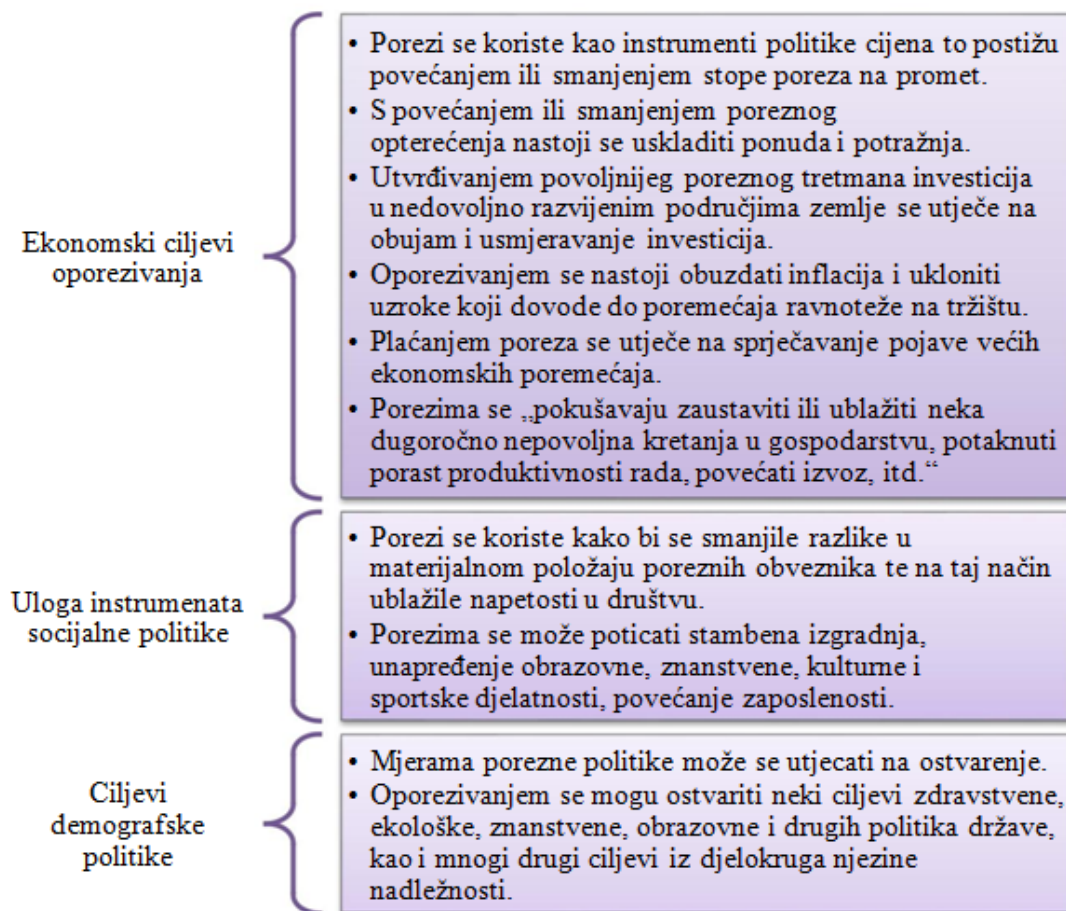 Ekonomski ciljevi
oporezivanja
• Porezi se koriste kao instrumenti politike cijena to postižu
povećanjem ili smanjenjem stope poreza na promet.
• S povećanjem ili smanjenjem poreznog
opterećenja nastoji se uskladiti ponuda i potražnja.
• Utvrđivanjem povoljnijeg poreznog tretmana investicija
u nedovoljno razvijenim područjima zemlje se utječe na
obujam i usmjeravanje investicija.
• Oporezivanjem se nastoji obuzdati inflacija i ukloniti
uzroke koji dovode do poremećaja ravnoteže na tržištu.
• Plaćanjem poreza se utječe na sprječavanje pojave većih
ekonomskih poremećaja.
• Porezima se „pokušavaju zaustaviti ili ublažiti neka
dugoročno nepovoljna kretanja u gospodarstvu, potaknuti
porast produktivnosti rada, povećati izvoz, itd.“
Uloga instrumenata
socijalne politike
• Porezi se koriste kako bi se smanjile razlike u
materijalnom položaju poreznih obveznika te na taj način
ublažile napetosti u društvu.
• Porezima se može poticati stambena izgradnja,
unapređenje obrazovne, znanstvene, kulturne i
sportske djelatnosti, povećanje zaposlenosti.
Ciljevi
demografske
politike
• Mjerama porezne politike može se utjecati na ostvarenje.
• Oporezivanjem se mogu ostvariti neki ciljevi zdravstvene,
ekološke, znanstvene, obrazovne i drugih politika države,
kao i mnogi drugi ciljevi iz djelokruga njezine
nadležnosti.